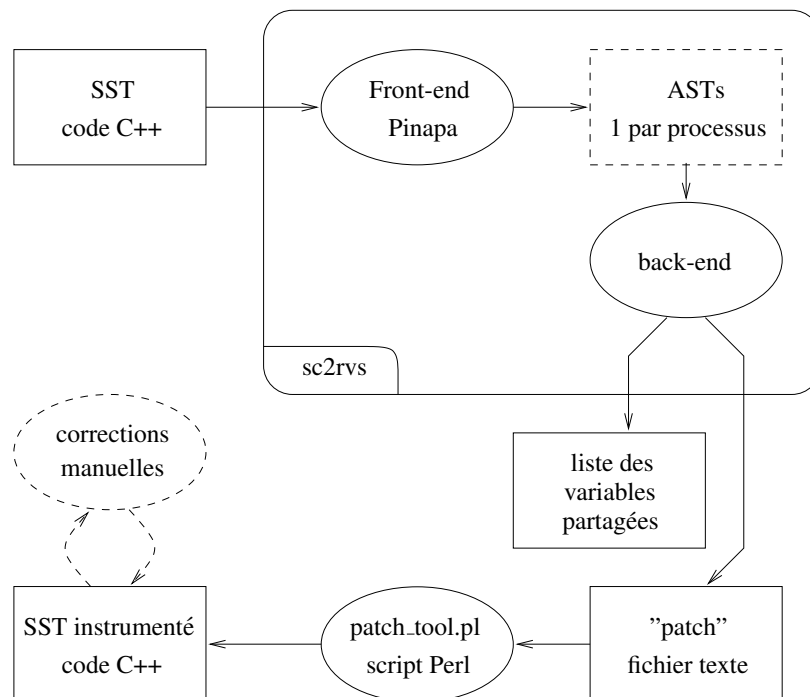 SST
code C++
Front-end
Pinapa
ASTs
1 par processus
back-end
sc2rvs
corrections
manuelles
liste des
variables
partagées
SST instrumenté
code C++
patch_tool.pl
script Perl
”patch”
fichier texte